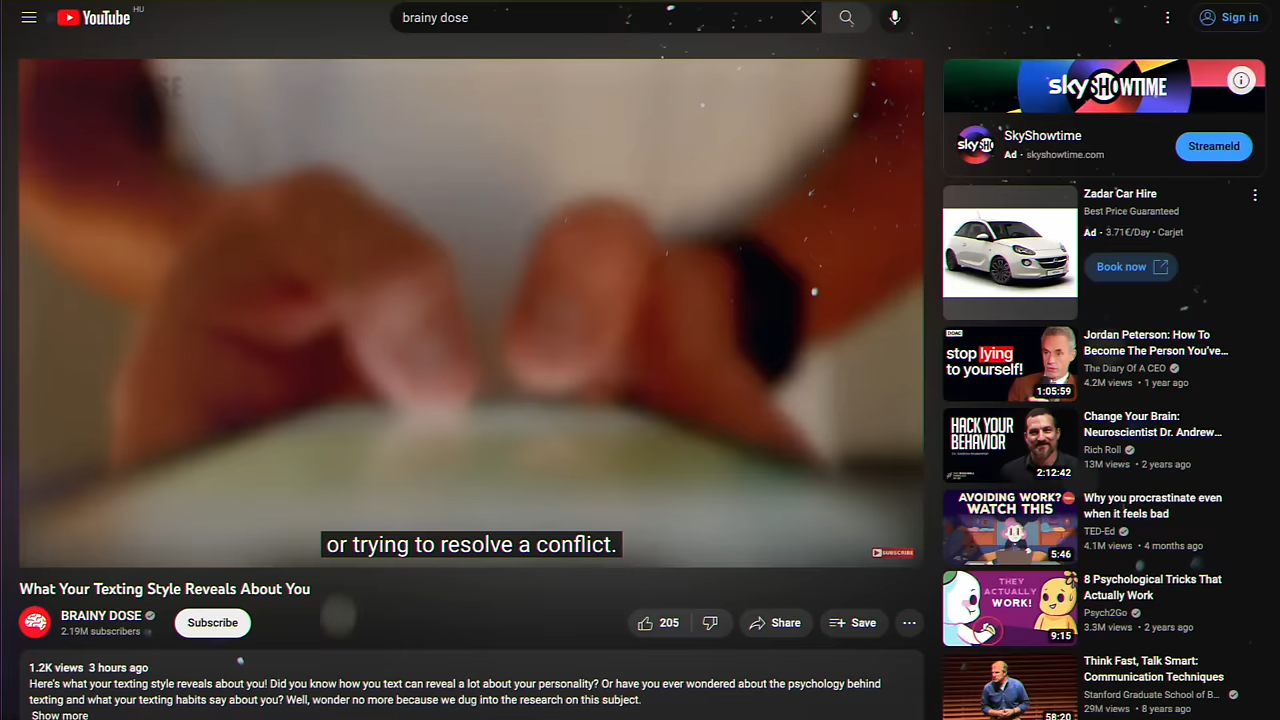 YouTube HU
brainy dose
Sign in
sky SHOWTIME
SkyShowtime
Ad · skyshowtime.com
Streameld
Zadar Car Hire
Best Price Guaranteed
Ad · 3.71€/Day · Carjet
Book now
DOAC
stop lying
to yourself!
1:05:59
Jordan Peterson: How To
Become The Person You've...
The Diary Of A CEO
4.2M views · 1 year ago
HACK YOUR
BEHAVIOR
2:12:42
Change Your Brain:
Neuroscientist Dr. Andrew...
Rich Roll
13M views · 2 years ago
AVOIDING WORK?
WATCH THIS
5:46
Why you procrastinate even
when it feels bad
TED-Ed
4.1M views · 4 months ago
THEY
ACTUALLY
WORK!
9:15
8 Psychological Tricks That
Actually Work
Psych2Go
3.3M views · 2 years ago
58:20
Think Fast, Talk Smart:
Communication Techniques
Stanford Graduate School of B...
29M views · 8 years ago
or trying to resolve a conflict.
SUBSCRIBE
What Your Texting Style Reveals About You
BRAINY DOSE
2.19M subscribers
Subscribe
205
Share
Save
1.2K views 3 hours ago
Here's what your texting style reveals about you! Did you know how you text can reveal a lot about your personality? Or have you ever wondered about the psychology behind
texting and what your texting habits say about you? Well, wonder no more because we dug into the research on this subject.
Show more